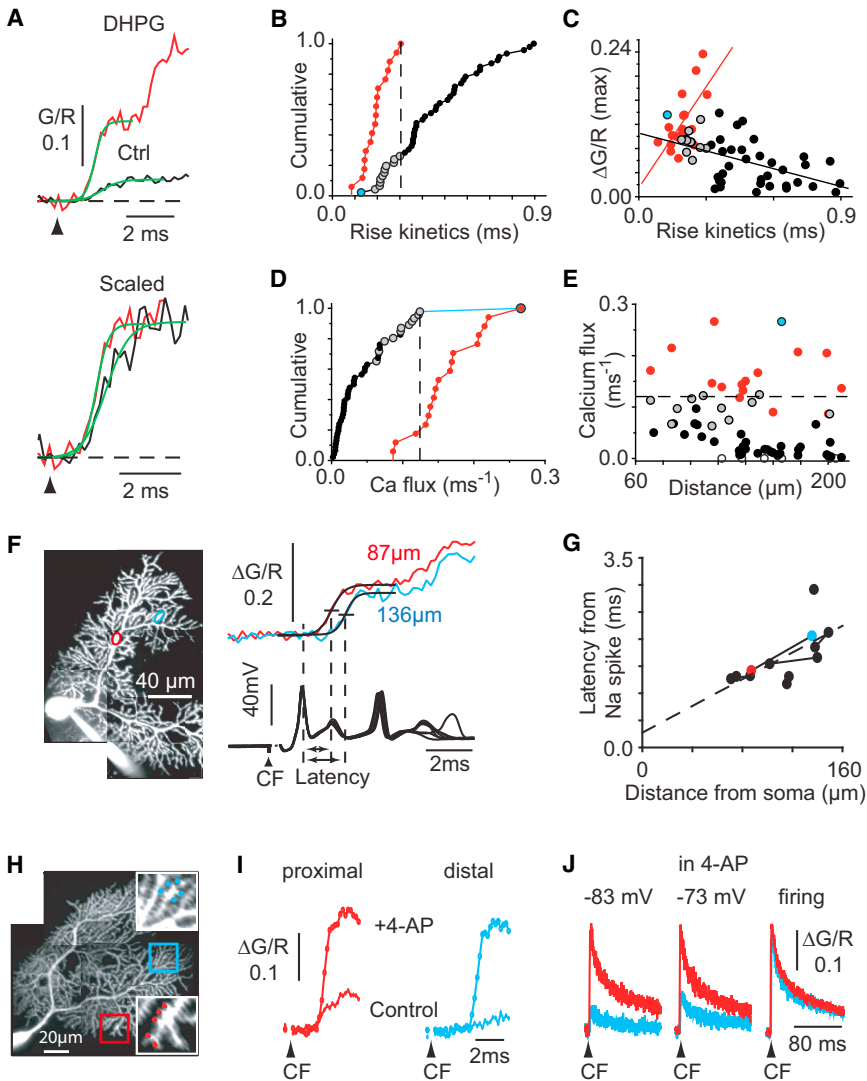 A
DHPG
G/R
0.1
Ctrl
2 ms
Scaled
2 ms
B
Cumulative
1.0
0.0
0.0
0.9
Rise kinetics (ms)
C
ΔG/R (max)
0.24
0.00
0.0
0.9
Rise kinetics (ms)
D
Cumulative
1.0
0.0
0.0
0.3
Ca flux (ms-1)
E
Calcium flux
(ms-1)
0.3
0.0
60
200
Distance (µm)
F
40 µm
ΔG/R
0.2
87µm
136µm
40mV
CF
Latency
2ms
G
Latency from
Na spike (ms)
3.5
0.0
0
160
Distance from soma (µm)
H
20µm
I
proximal
distal
+4-AP
ΔG/R
0.1
Control
2ms
CF
CF
J
in 4-AP
-83 mV
-73 mV
firing
ΔG/R
0.1
80 ms
CF
CF
CF